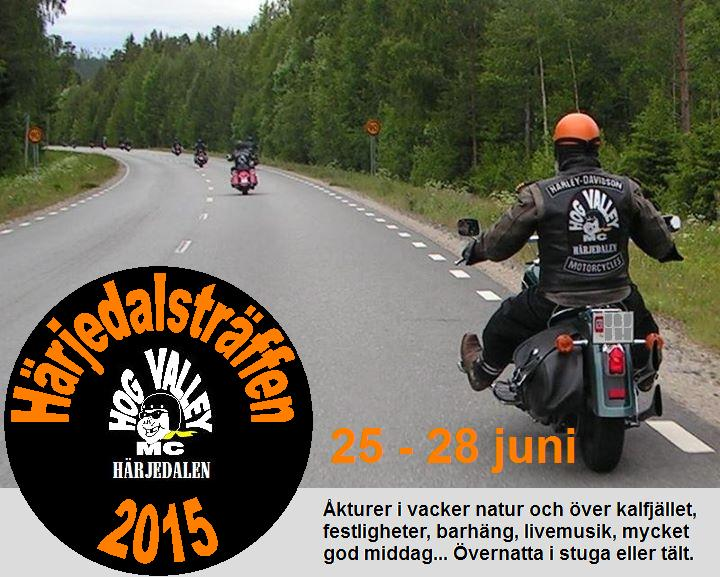 HARLEY-DAVIDSON
HOG VALLEY
MC
HÄRJEDALEN
MOTORCYCLES
Härjedalsträffen
HOG VALLEY
MC
HÄRJEDALEN
2015
25 - 28 juni
Åkturer i vacker natur och över kalfjället,
festligheter, barhäng, livemusik, mycket
god middag... Övernatta i stuga eller tält.